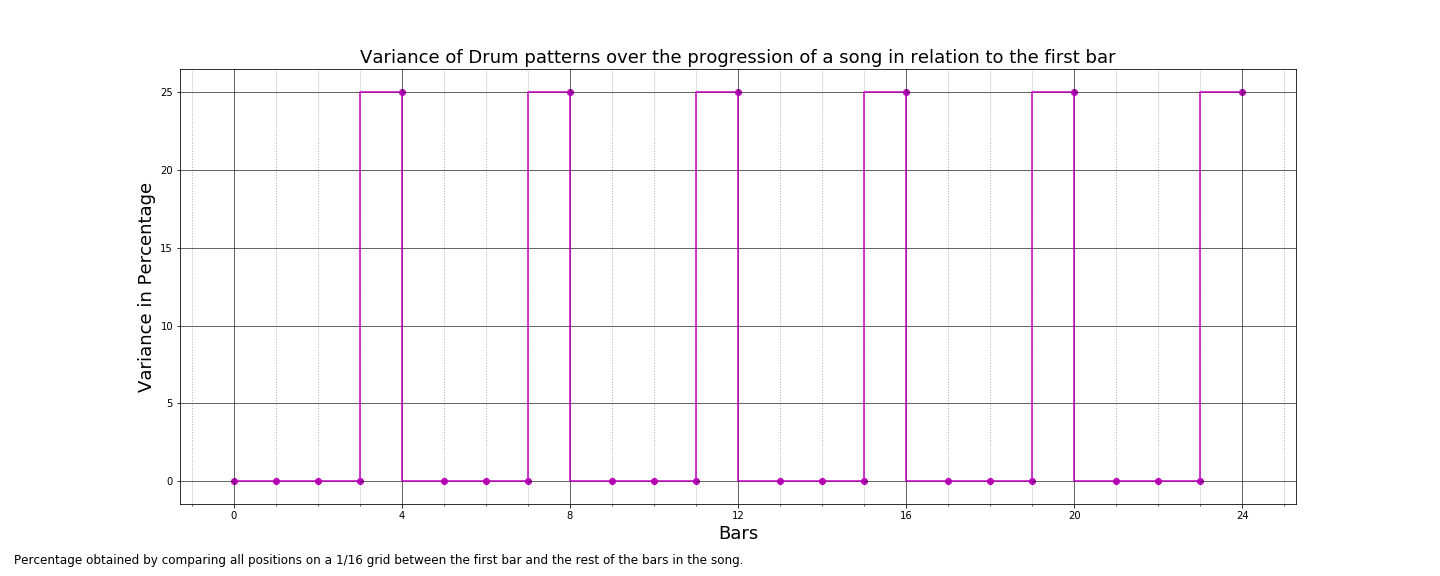 Variance of Drum patterns over the progression of a song in relation to the first bar
Variance in Percentage
25
20
15
10
5
0
0 4 8 12 16 20 24
Bars
Percentage obtained by comparing all positions on a 1/16 grid between the first bar and the rest of the bars in the song.